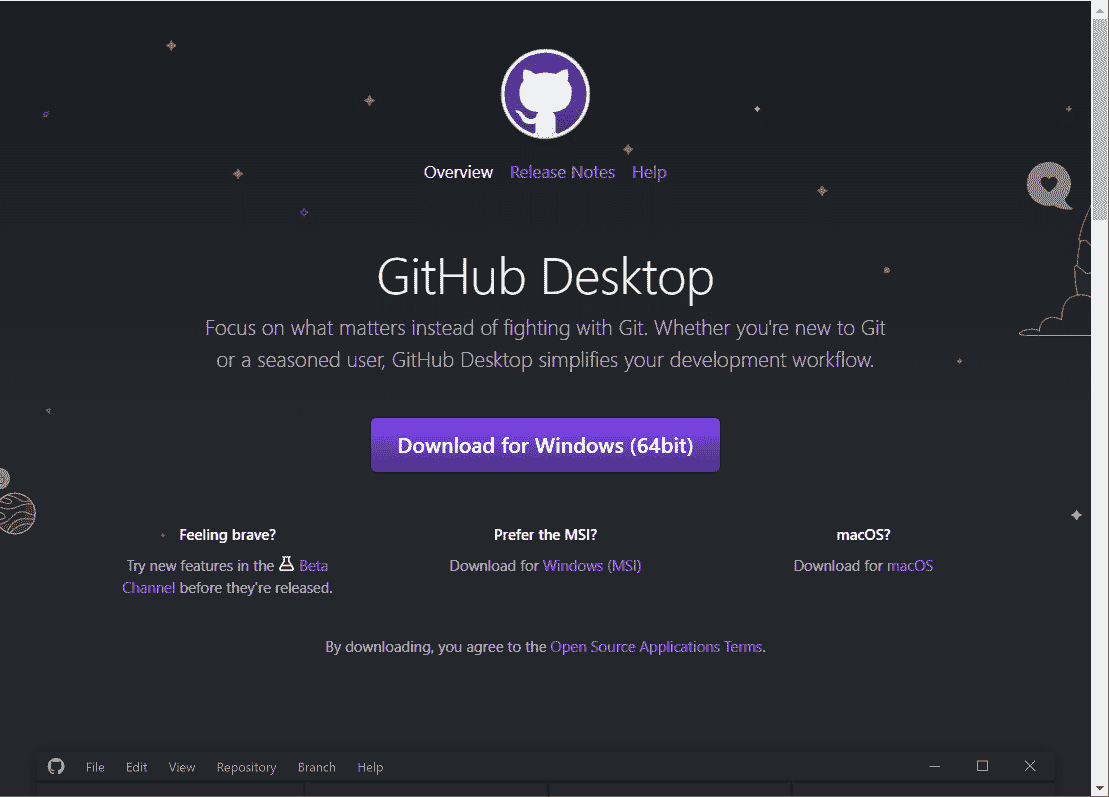 Overview Release Notes Help
GitHub Desktop
Focus on what matters instead of fighting with Git. Whether you're new to Git
or a seasoned user, GitHub Desktop simplifies your development workflow.
Download for Windows (64bit)
Feeling brave?
Try new features in the Beta
Channel before they're released.
Prefer the MSI?
Download for Windows (MSI)
macOS?
Download for macOS
By downloading, you agree to the Open Source Applications Terms.
File Edit View Repository Branch Help